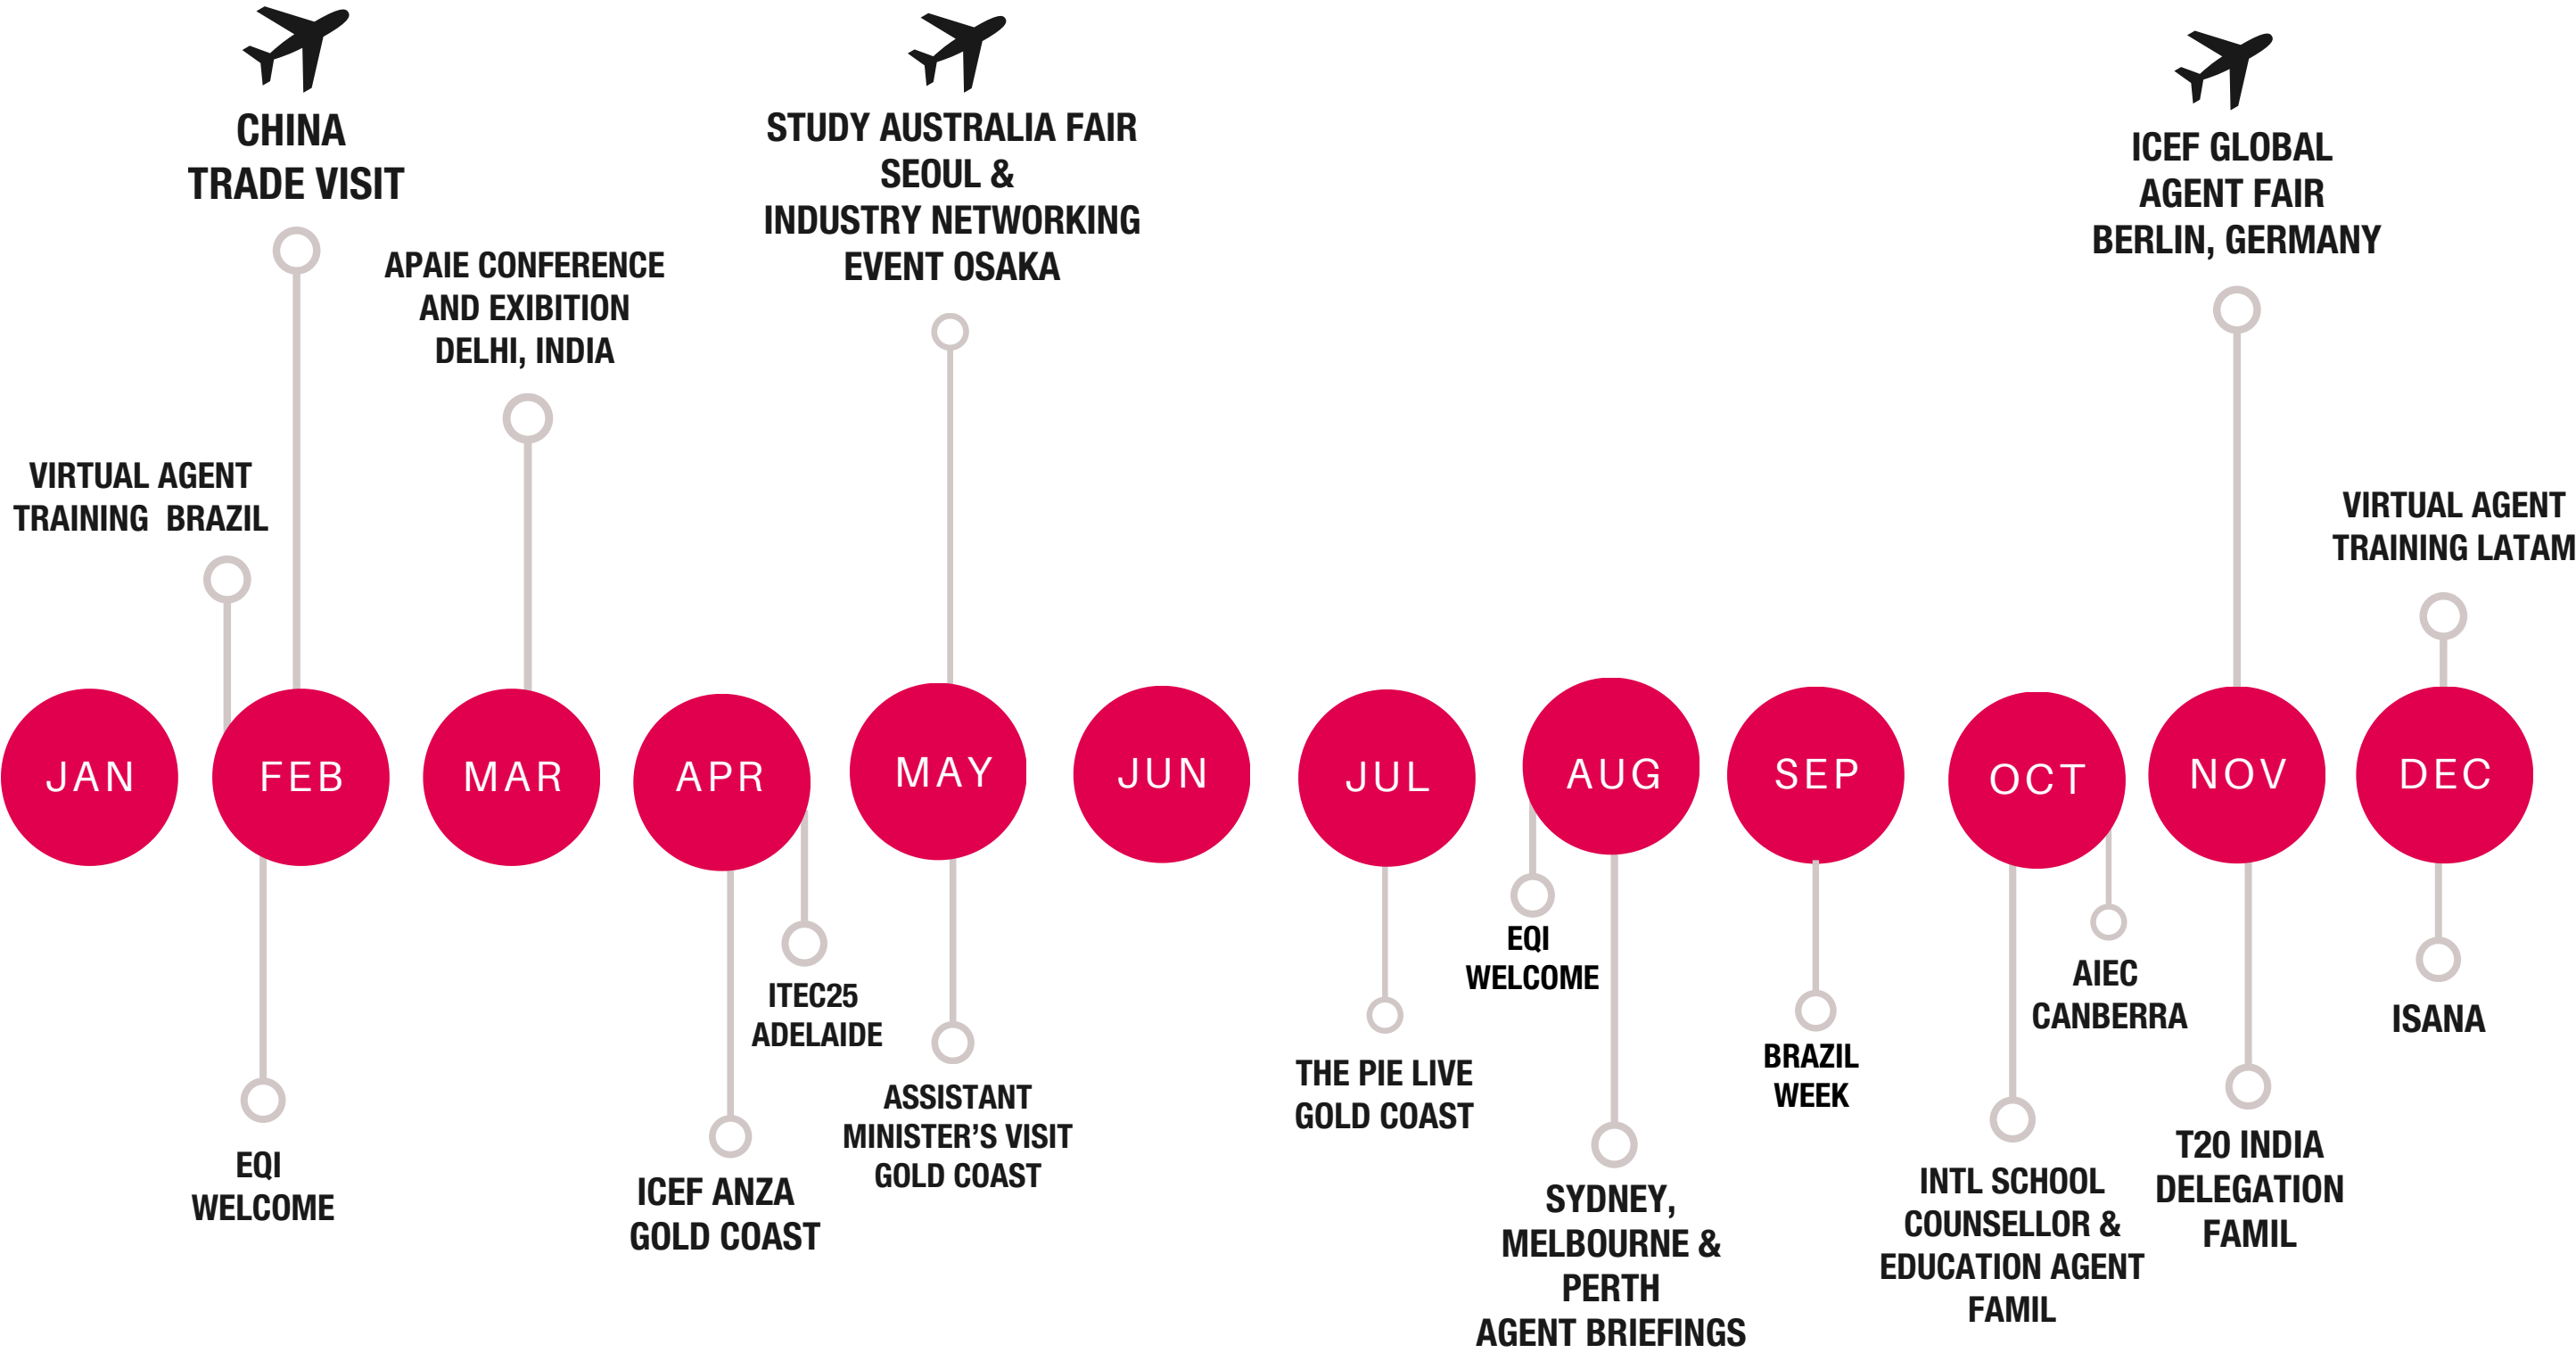 CHINA
TRADE VISIT
STUDY AUSTRALIA FAIR
SEOUL &
INDUSTRY NETWORKING
EVENT OSAKA
ICEF GLOBAL
AGENT FAIR
BERLIN, GERMANY
APAIE CONFERENCE
AND EXIBITION
DELHI, INDIA
VIRTUAL AGENT
TRAINING BRAZIL
VIRTUAL AGENT
TRAINING LATAM
JAN
FEB
MAR
APR
MAY
JUN
JUL
AUG
SEP
OCT
NOV
DEC
EQI
WELCOME
ICEF ANZA
GOLD COAST
ITEC25
ADELAIDE
ASSISTANT
MINISTER’S VISIT
GOLD COAST
THE PIE LIVE
GOLD COAST
EQI
WELCOME
SYDNEY,
MELBOURNE &
PERTH
AGENT BRIEFINGS
BRAZIL
WEEK
INTL SCHOOL
COUNSELLOR &
EDUCATION AGENT
FAMIL
AIEC
CANBERRA
T20 INDIA
DELEGATION
FAMIL
ISANA